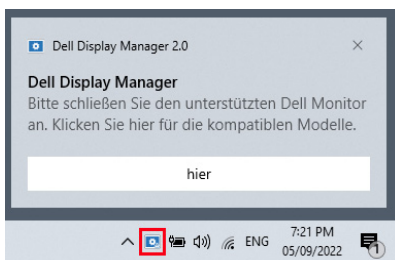 Dell Display Manager 2.0
Dell Display Manager
Bitte schließen Sie den unterstützten Dell Monitor
an. Klicken Sie hier für die kompatiblen Modelle.
hier
ENG
7:21 PM
05/09/2022
1